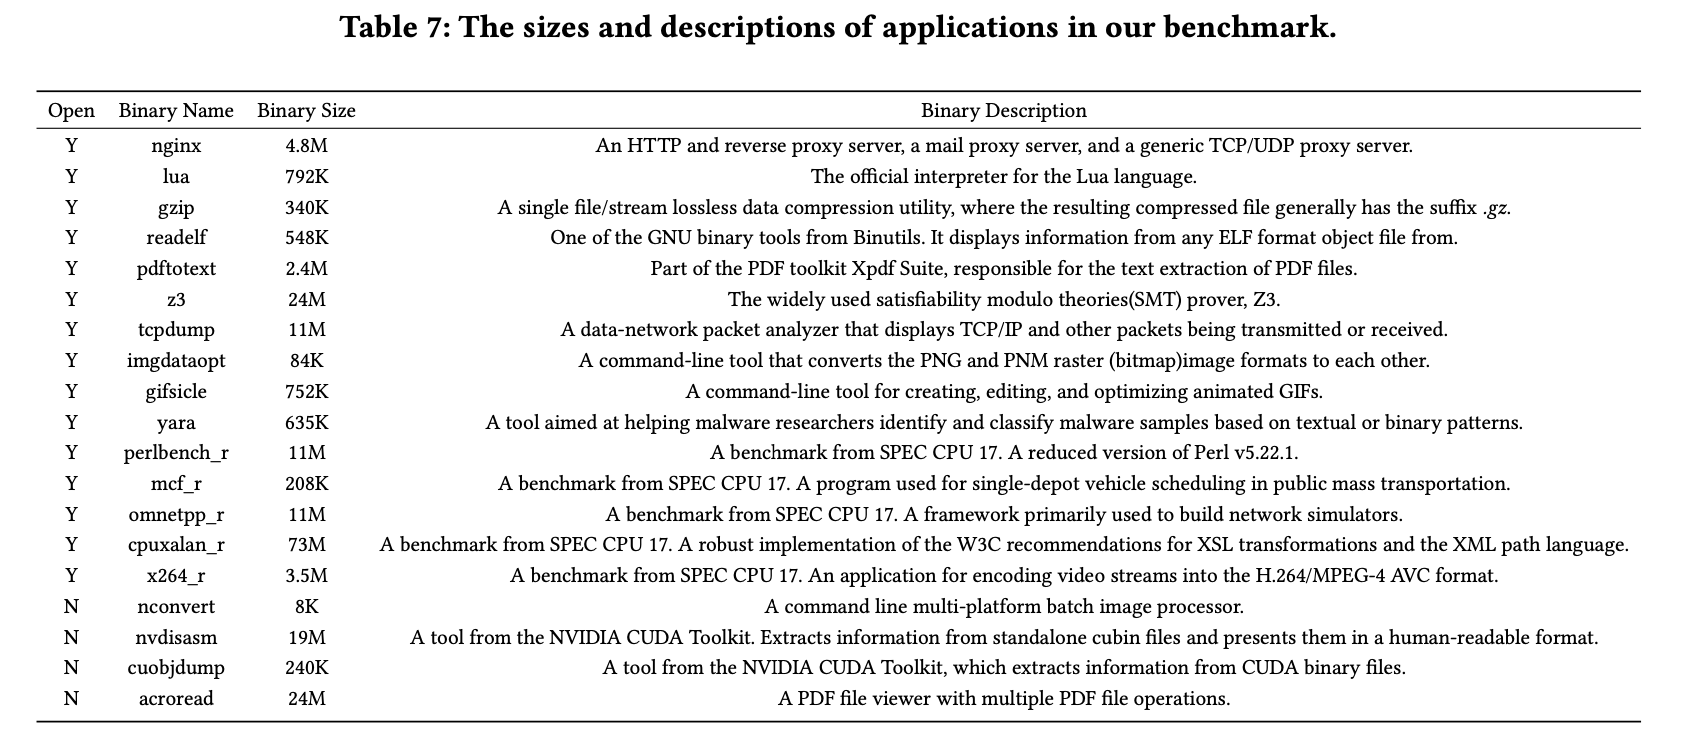 Table 7: The sizes and descriptions of applications in our benchmark.
Open Binary Name Binary Size Binary Description
Y nginx 4.8M An HTTP and reverse proxy server, a mail proxy server, and a generic TCP/UDP proxy server.
Y lua 792K The official interpreter for the Lua language.
Y gzip 340K A single file/stream lossless data compression utility, where the resulting compressed file generally has the suffix .gz.
Y readelf 548K One of the GNU binary tools from Binutils. It displays information from any ELF format object file from.
Y pdftotext 2.4M Part of the PDF toolkit Xpdf Suite, responsible for the text extraction of PDF files.
Y z3 24M The widely used satisfiability modulo theories(SMT) prover, Z3.
Y tcpdump 11M A data-network packet analyzer that displays TCP/IP and other packets being transmitted or received.
Y imgdataopt 84K A command-line tool that converts the PNG and PNM raster (bitmap)image formats to each other.
Y gifsicle 752K A command-line tool for creating, editing, and optimizing animated GIFs.
Y yara 635K A tool aimed at helping malware researchers identify and classify malware samples based on textual or binary patterns.
Y perlbench_r 11M A benchmark from SPEC CPU 17. A reduced version of Perl v5.22.1.
Y mcf_r 208K A benchmark from SPEC CPU 17. A program used for single-depot vehicle scheduling in public mass transportation.
Y omnetpp_r 11M A benchmark from SPEC CPU 17. A framework primarily used to build network simulators.
Y cpuxalan_r 73M A benchmark from SPEC CPU 17. A robust implementation of the W3C recommendations for XSL transformations and the XML path language.
Y x264_r 3.5M A benchmark from SPEC CPU 17. An application for encoding video streams into the H.264/MPEG-4 AVC format.
N nconvert 8K A command line multi-platform batch image processor.
N nvdisasm 19M A tool from the NVIDIA CUDA Toolkit. Extracts information from standalone cubin files and presents them in a human-readable format.
N cuobjdump 240K A tool from the NVIDIA CUDA Toolkit, which extracts information from CUDA binary files.
N acroread 24M A PDF file viewer with multiple PDF file operations.